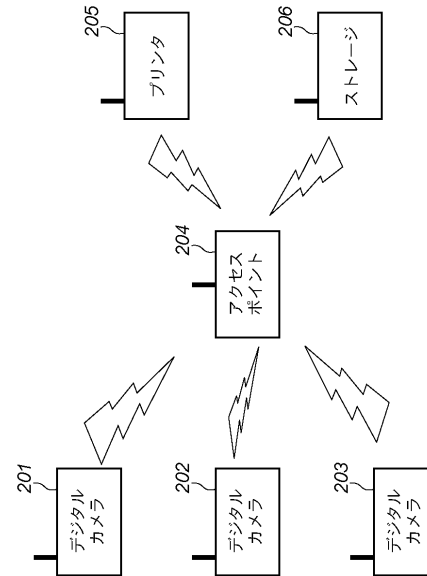 205
プリンタ
206
ストレージ
204
アクセス
ポイント
201
デジタル
カメラ
202
デジタル
カメラ
203
デジタル
カメラ